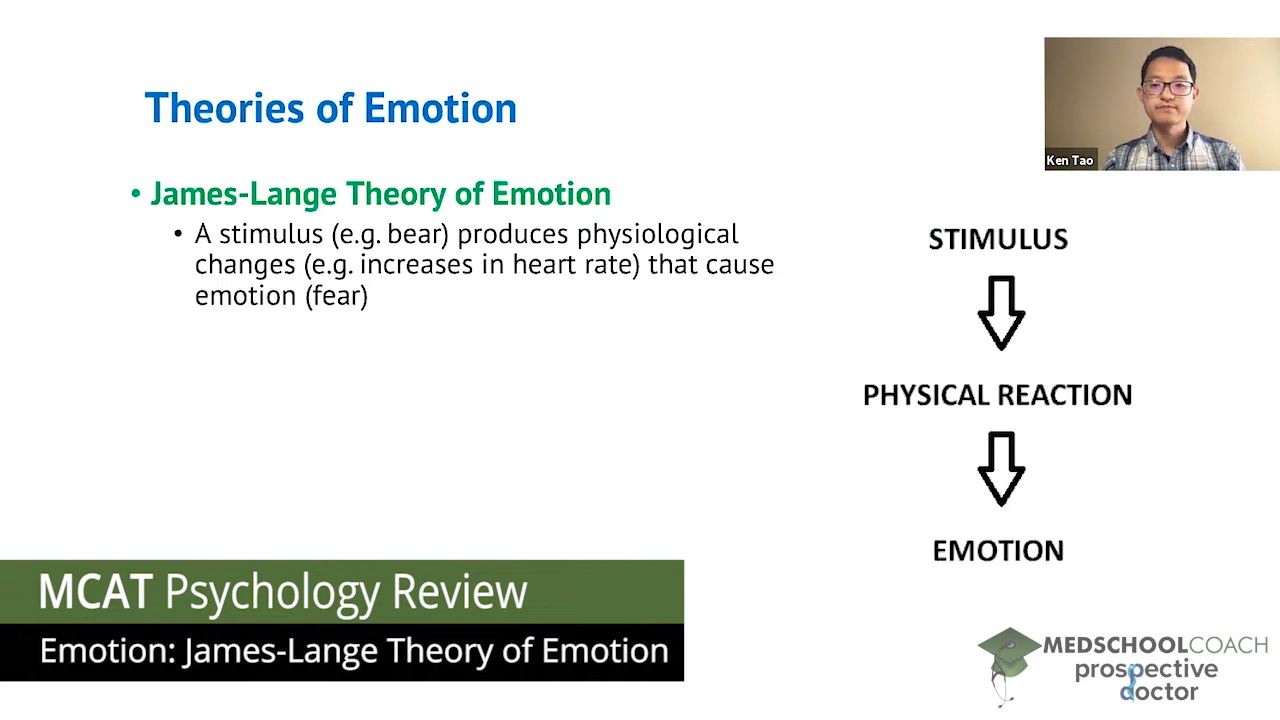 Theories of Emotion
• James-Lange Theory of Emotion
• A stimulus (e.g. bear) produces physiological
changes (e.g. increases in heart rate) that cause
emotion (fear)
Ken Tao
STIMULUS
PHYSICAL REACTION
EMOTION
MCAT Psychology Review
Emotion: James-Lange Theory of Emotion
MEDSCHOOLCOACH
prospective
doctor